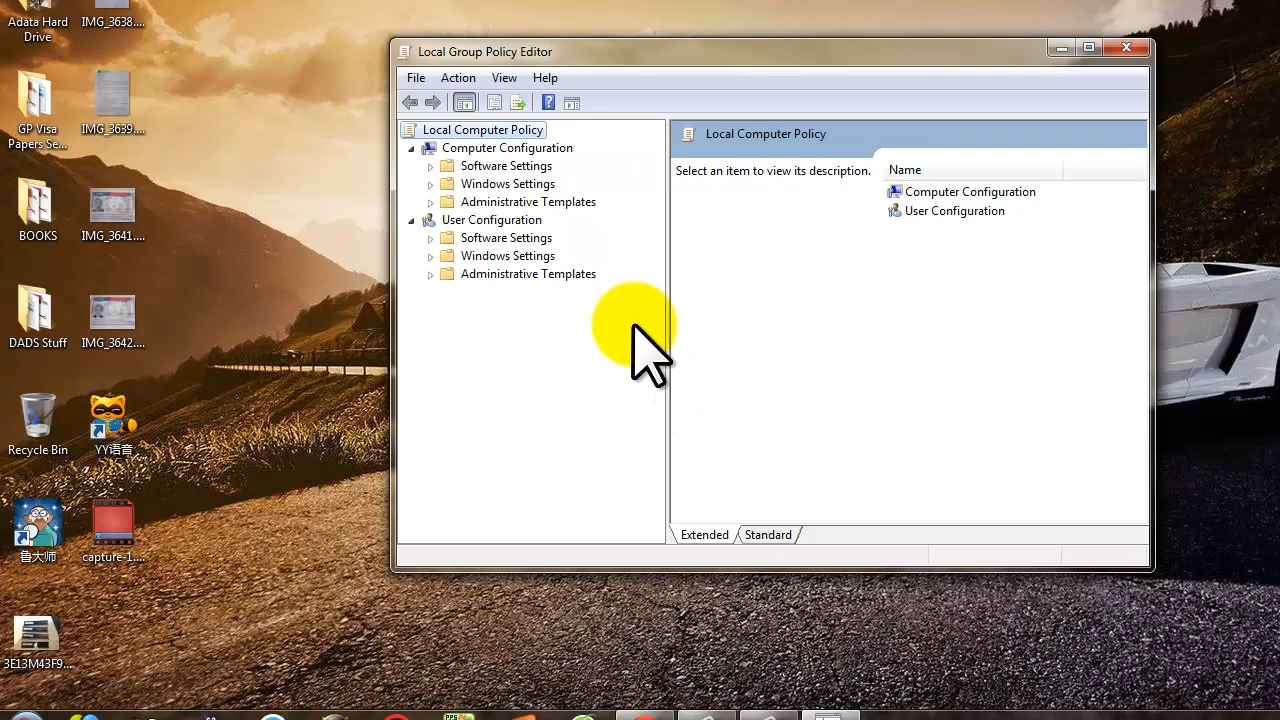 Adata Hard
Drive
IMG_3638....
GP Visa
Papers Se...
IMG_3639....
BOOKS
IMG_3641....
DADS Stuff
IMG_3642....
Recycle Bin
YY语音
鲁大师
capture-1....
3E13M43F9...
Local Group Policy Editor
File Action View Help
Local Computer Policy
Computer Configuration
Software Settings
Windows Settings
Administrative Templates
User Configuration
Software Settings
Windows Settings
Administrative Templates
Local Computer Policy
Select an item to view its description.
Name
Computer Configuration
User Configuration
Extended
Standard
PPS